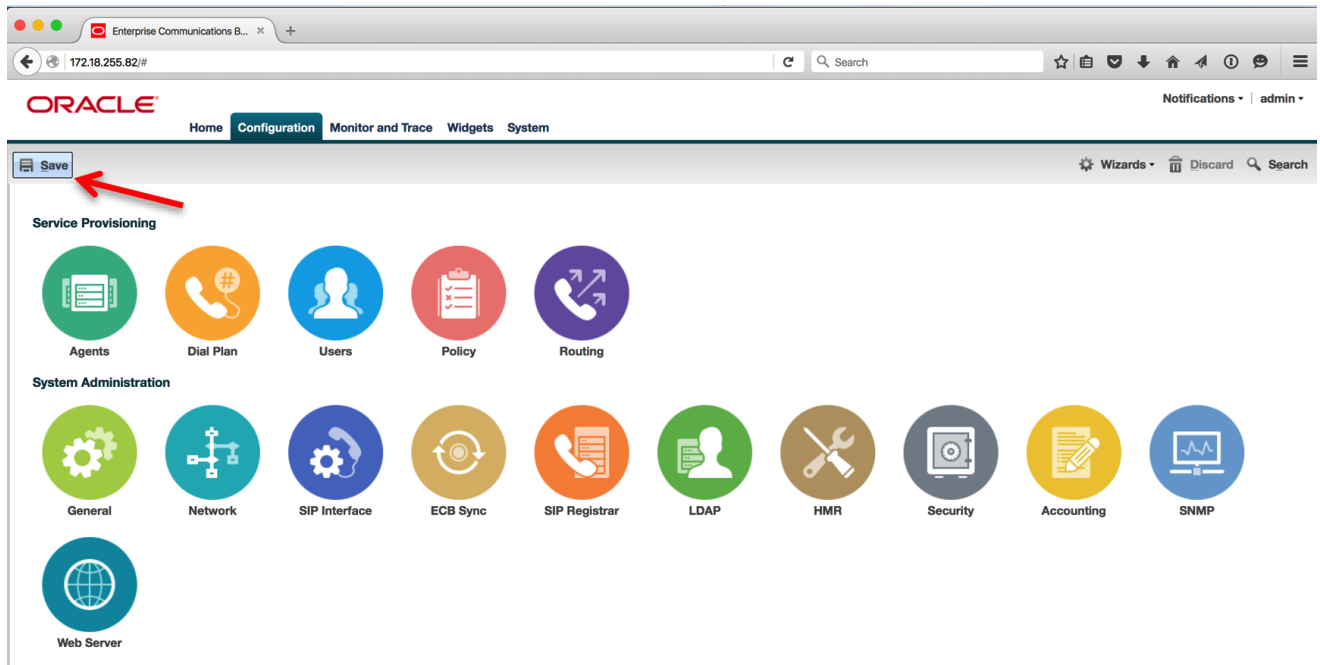 Enterprise Communications B...
172.18.255.82/#
Search
ORACLE
Notifications
admin
Home Configuration Monitor and Trace Widgets System
Save
Wizards
Discard
Search
Service Provisioning
#
Agents Dial Plan Users Policy Routing
System Administration
General Network SIP Interface ECB Sync SIP Registrar LDAP HMR Security Accounting SNMP
Web Server